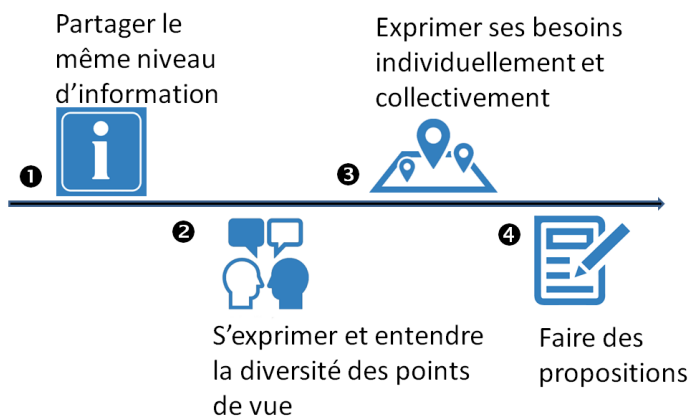 Partager le
même niveau
d’information
❶
i
❷
S’exprimer et entendre
la diversité des points
de vue
Exprimer ses besoins
individuellement et
collectivement
❸
❹
Faire des
propositions